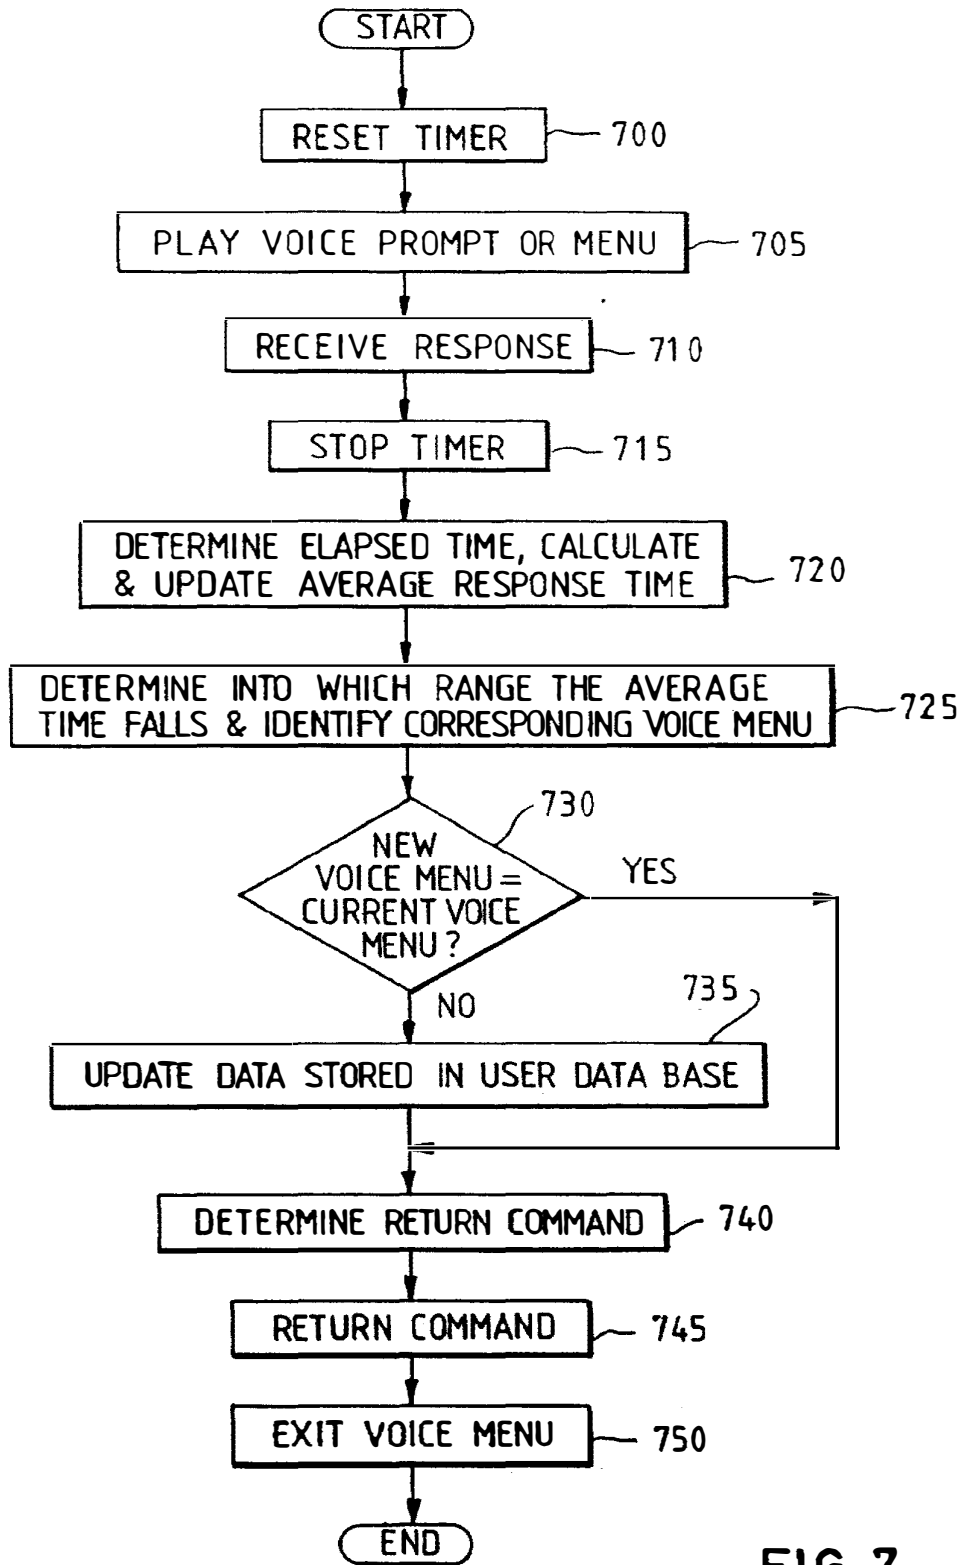 START
RESET TIMER
700
PLAY VOICE PROMPT OR MENU
705
RECEIVE RESPONSE
710
STOP TIMER
715
DETERMINE ELAPSED TIME, CALCULATE
& UPDATE AVERAGE RESPONSE TIME
720
DETERMINE INTO WHICH RANGE THE AVERAGE
TIME FALLS & IDENTIFY CORRESPONDING VOICE MENU
725
730
NEW
VOICE MENU =
CURRENT VOICE
MENU?
YES
NO
735
UPDATE DATA STORED IN USER DATA BASE
DETERMINE RETURN COMMAND
740
RETURN COMMAND
745
EXIT VOICE MENU
750
END
FIG. 7